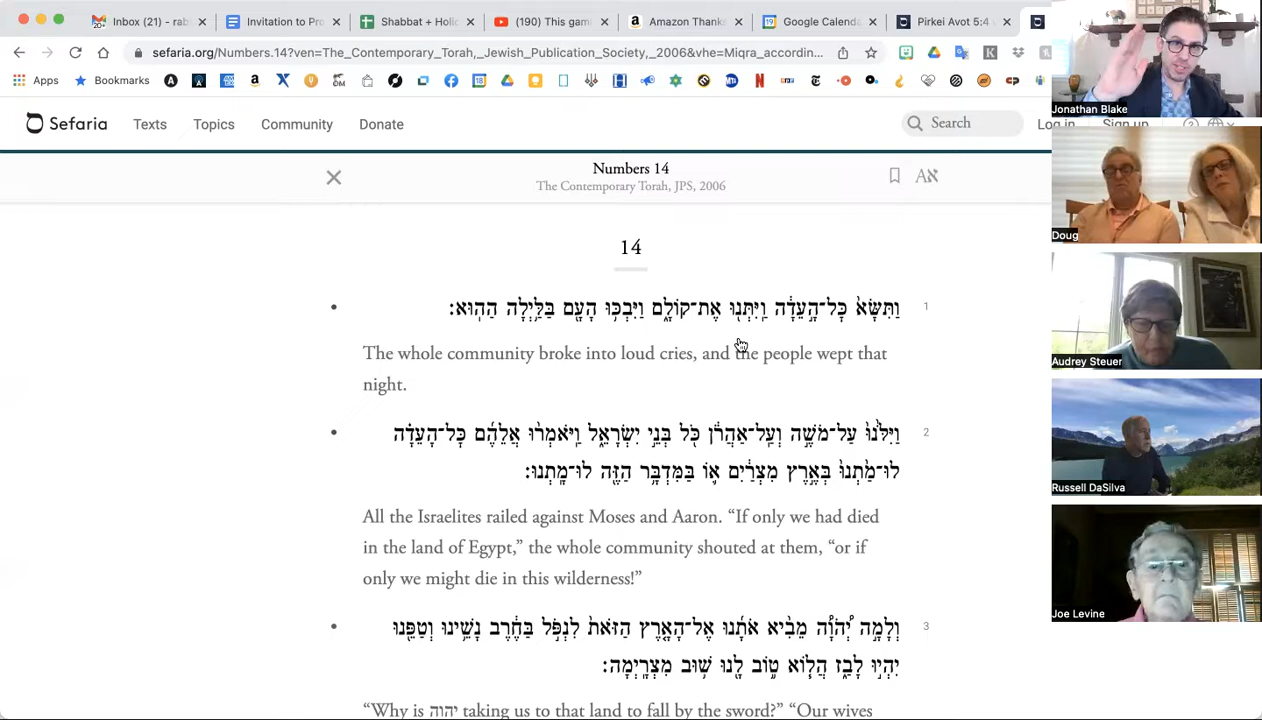 Inbox (21) - rab
Invitation to Pro
Shabbat + Holid
(190) This gam
Amazon Thanks
Google Calenda
Pirkei Avot 5:4 w
sefaria.org/Numbers.14?ven=The_Contemporary_Torah,_Jewish_Publication_Society,_2006&vhe=Miqra_accordin...
Apps
Bookmarks
Sefaria
Texts
Topics
Community
Donate
Search
Log in
Sign up
Numbers 14
The Contemporary Torah, JPS, 2006
Aא
14
1
וַתִּשָּׂא֙ כׇּל־הָ֣עֵדָ֔ה וַֽיִּתְּנ֖וּ אֶת־קוֹלָ֑ם וַיִּבְכּ֥וּ הָעָ֖ם בַּלַּ֥יְלָה הַהֽוּא׃
The whole community broke into loud cries, and the people wept that
night.
2
וַיִּלֹּ֙נוּ֙ עַל־מֹשֶׁ֣ה וְעַֽל־אַהֲרֹ֔ן כֹּ֖ל בְּנֵ֣י יִשְׂרָאֵ֑ל וַֽיֹּאמְר֨וּ אֲלֵהֶ֜ם כׇּל־הָעֵדָ֗ה
לוּ־מַ֙תְנוּ֙ בְּאֶ֣רֶץ מִצְרַ֔יִם א֛וֹ בַּמִּדְבָּ֥ר הַזֶּ֖ה לוּ־מָֽתְנוּ׃
All the Israelites railed against Moses and Aaron. “If only we had died
in the land of Egypt,” the whole community shouted at them, “or if
only we might die in this wilderness!”
3
וְלָמָ֣ה יְ֠הֹוָ֠ה מֵבִ֨יא אֹתָ֜נוּ אֶל־הָאָ֤רֶץ הַזֹּאת֙ לִנְפֹּ֣ל בַּחֶ֔רֶב נָשֵׁ֥ינוּ וְטַפֵּ֖נוּ
יִהְי֣וּ לָבַ֑ז הֲל֧וֹא ט֦וֹב לָ֖נוּ שׁ֥וּב מִצְרָֽיְמָה׃
“Why is יהוה taking us to that land to fall by the sword?” “Our wives
Jonathan Blake
Doug
Audrey Steuer
Russell DaSilva
Joe Levine